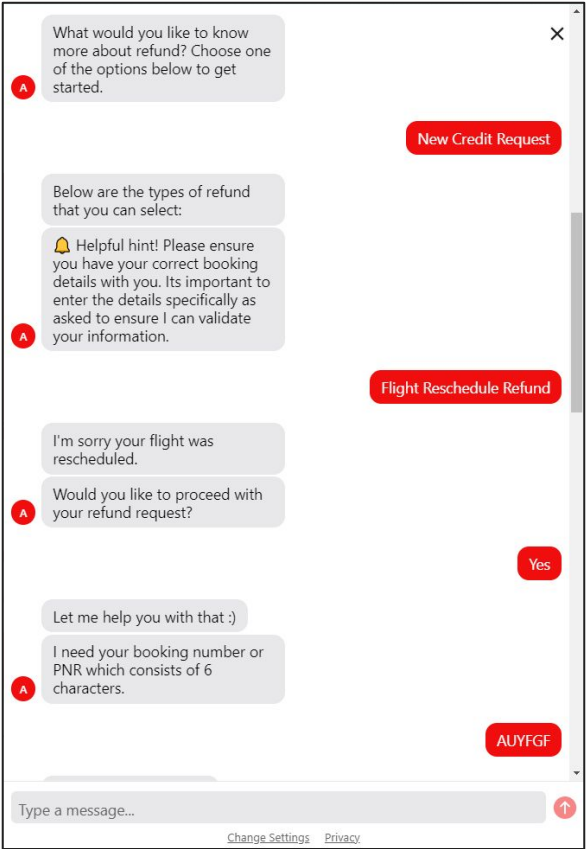 What would you like to know
more about refund? Choose one
of the options below to get
started.
A
New Credit Request
Below are the types of refund
that you can select:
🔔 Helpful hint! Please ensure
you have your correct booking
details with you. Its important to
enter the details specifically as
asked to ensure I can validate
your information.
A
Flight Reschedule Refund
I'm sorry your flight was
rescheduled.
Would you like to proceed with
your refund request?
A
Yes
Let me help you with that :)
I need your booking number or
PNR which consists of 6
characters.
A
AUYFGF
Type a message...
Change Settings Privacy